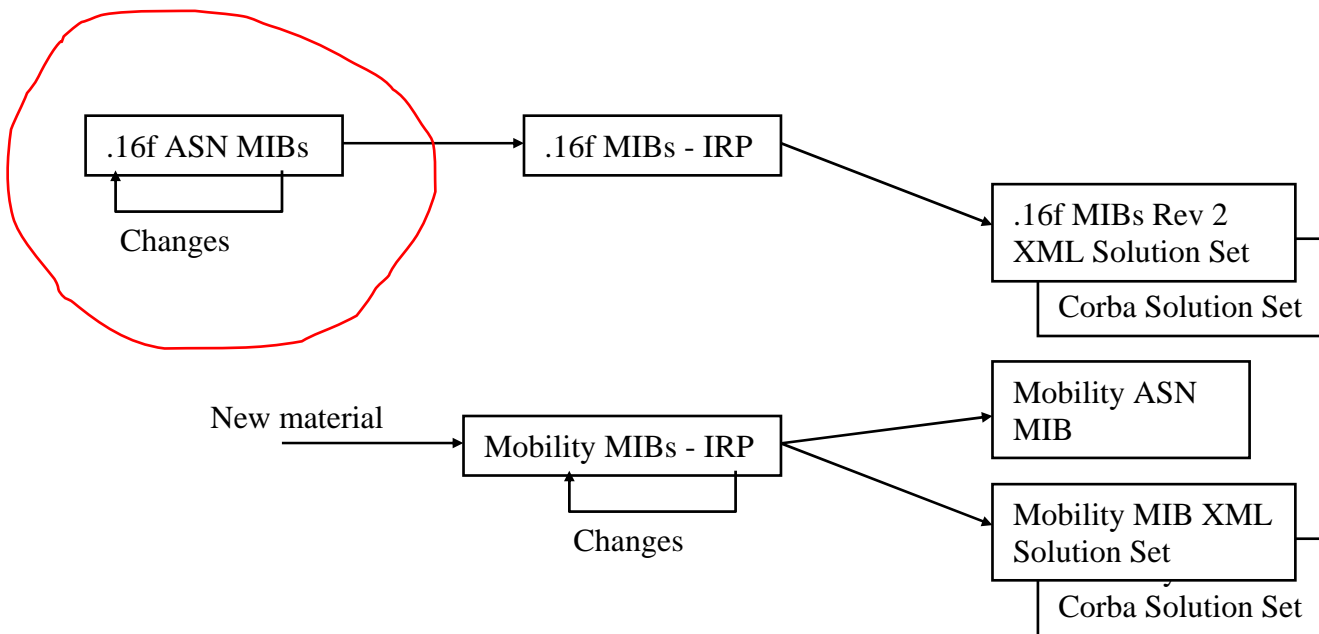 .16f ASN MIBs
Changes
.16f MIBs - IRP
.16f MIBs Rev 2
XML Solution Set
Corba Solution Set
New material
Mobility MIBs - IRP
Changes
Mobility ASN
MIB
Mobility MIB XML
Solution Set
Corba Solution Set